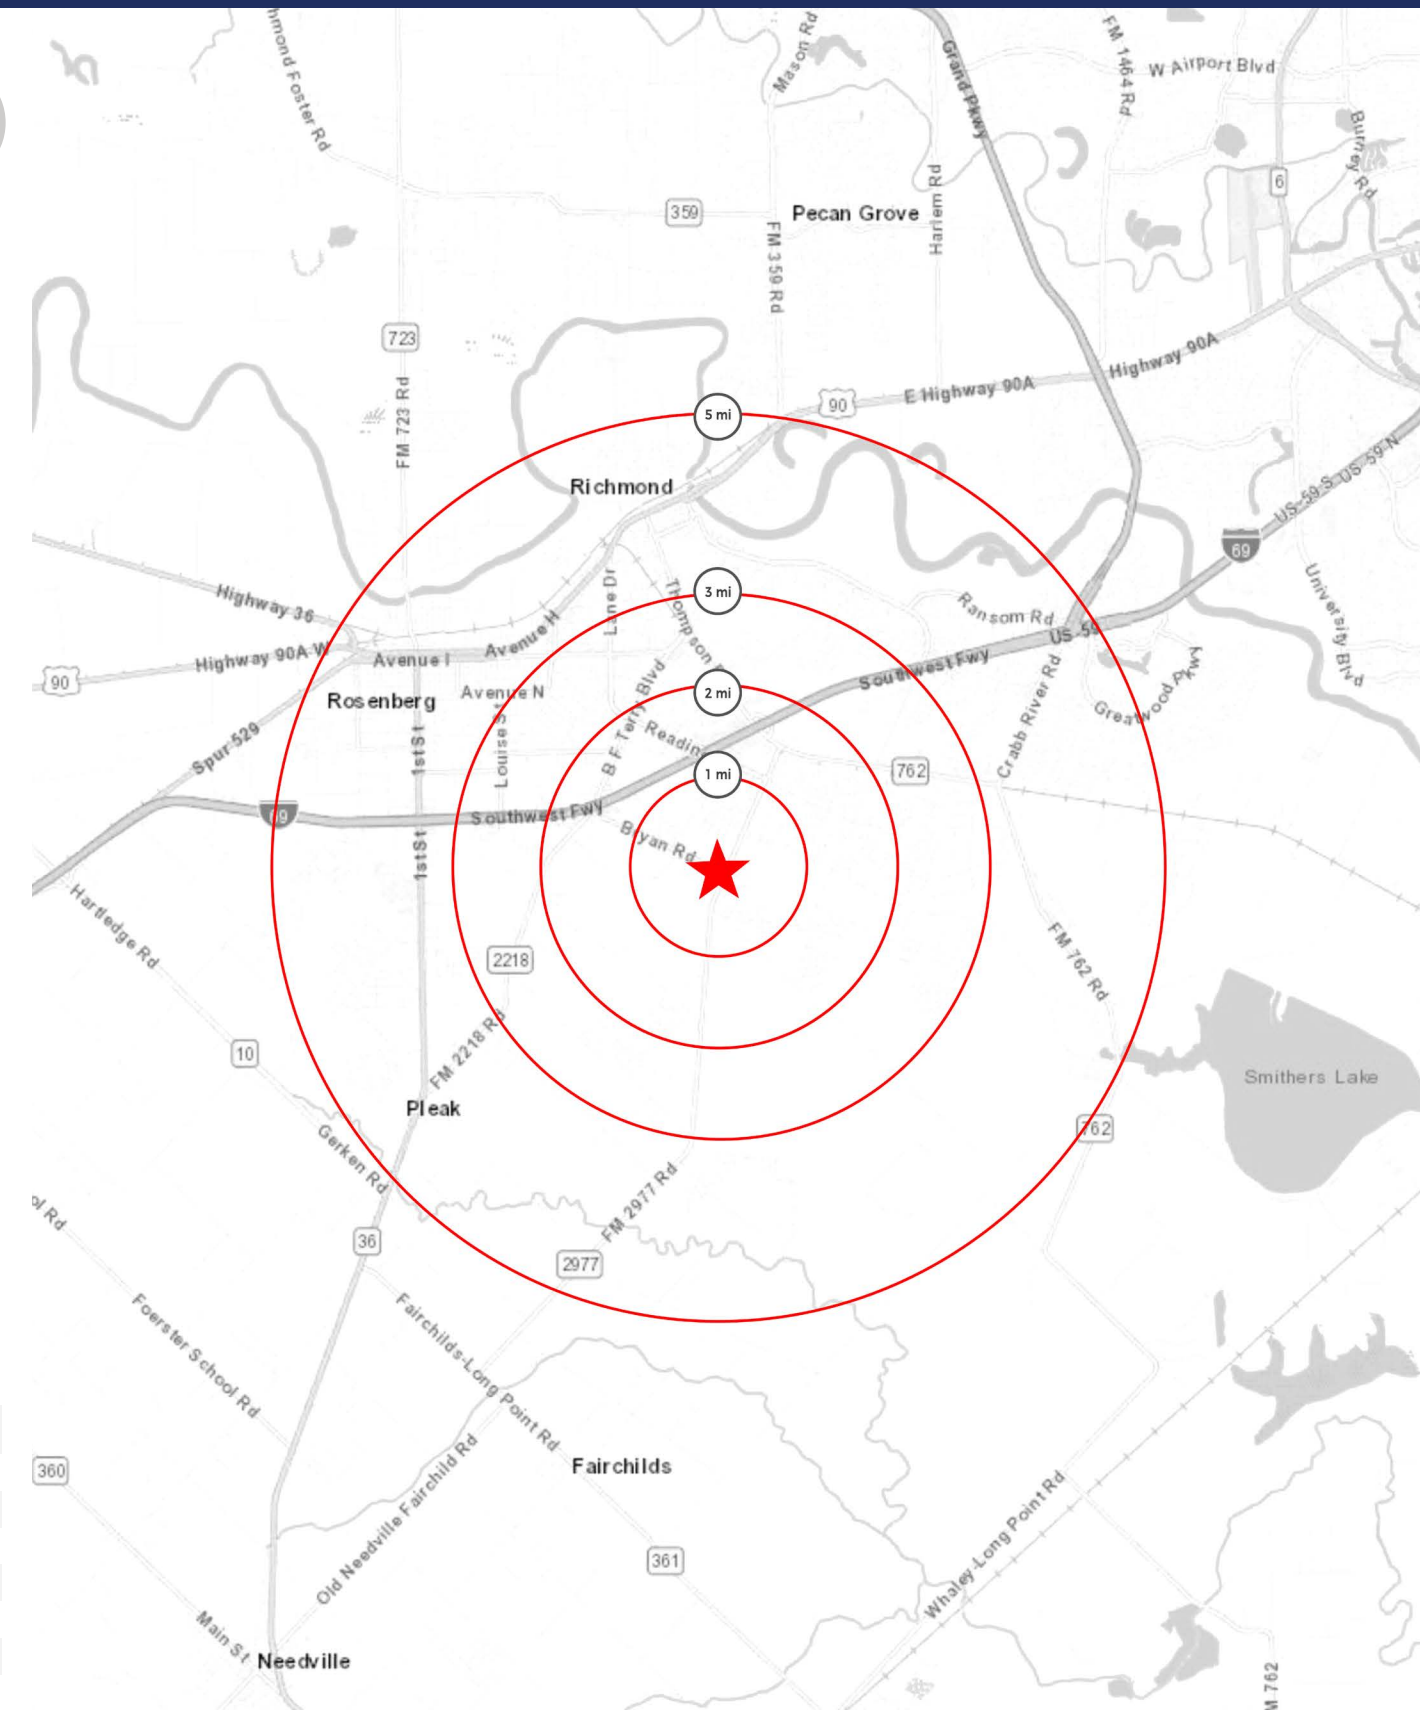 hmond Foster Rd
Mason Rd
Grand Pkwy
FM 1464 Rd
W Airport Blvd
Burney Rd
6
359
Pecan Grove
Harlem Rd
FM 359 Rd
723
FM 723 Rd
Highway 90A
E Highway 90A
90
5 mi
Richmond
US-59 S
US-59 N
69
Highway 36
Lane Dr
3 mi
Thompson
Ransom Rd
University Blvd
US-59
Highway 90A W
Avenue I
Avenue H
90
Southwest Fwy
Rosenberg
Avenue N
2 mi
Crabb River Rd
Greatwood Pkwy
Spur 529
1st St
Lones St
B F Terry Blvd
Readin
1 mi
762
69
Southwest Fwy
1st St
Bryan Rd
Hartledge Rd
2218
FM 762 Rd
10
FM 2218 Rd
Smithers Lake
Pleak
762
Gerken Rd
FM 2977 Rd
ol Rd
36
2977
Foerster School Rd
Fairchilds-Long Point Rd
360
Old Needville Fairchild Rd
Fairchilds
Whaley-Long Point Rd
361
Main St
Needville
M 762